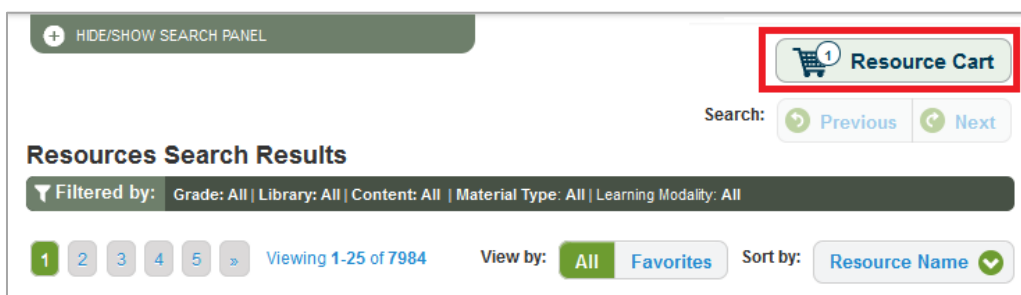 HIDE/SHOW SEARCH PANEL
1 Resource Cart
Search: Previous Next
Resources Search Results
Filtered by: Grade: All | Library: All | Content: All | Material Type: All | Learning Modality: All
1 2 3 4 5 » Viewing 1-25 of 7984 View by: All Favorites Sort by: Resource Name